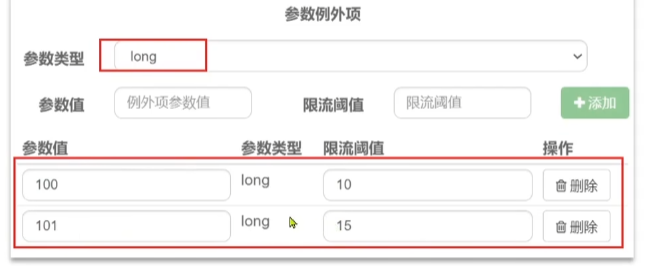 参数例外项
参数类型 long
参数值 例外项参数值 限流阈值 限流阈值 +添加
参数值 参数类型 限流阈值 操作
100 long 10 删除
101 long 15 删除